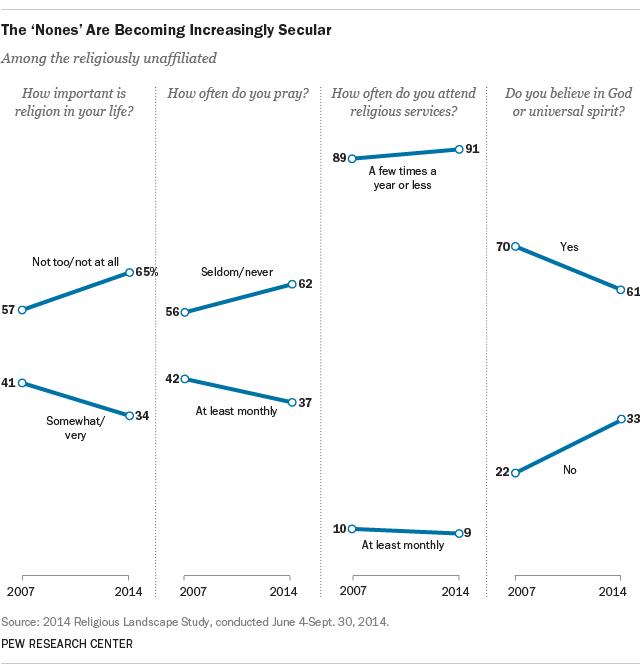 The ‘Nones’ Are Becoming Increasingly Secular
Among the religiously unaffiliated
How important is
religion in your life?
57
Not too/not at all
65%
41
Somewhat/
very
34
2007
2014
How often do you pray?
56
Seldom/never
62
42
At least monthly
37
2007
2014
How often do you attend
religious services?
89
91
A few times a
year or less
10
9
At least monthly
2007
2014
Do you believe in God
or universal spirit?
70
Yes
61
22
No
33
2007
2014
Source: 2014 Religious Landscape Study, conducted June 4-Sept. 30, 2014.
PEW RESEARCH CENTER